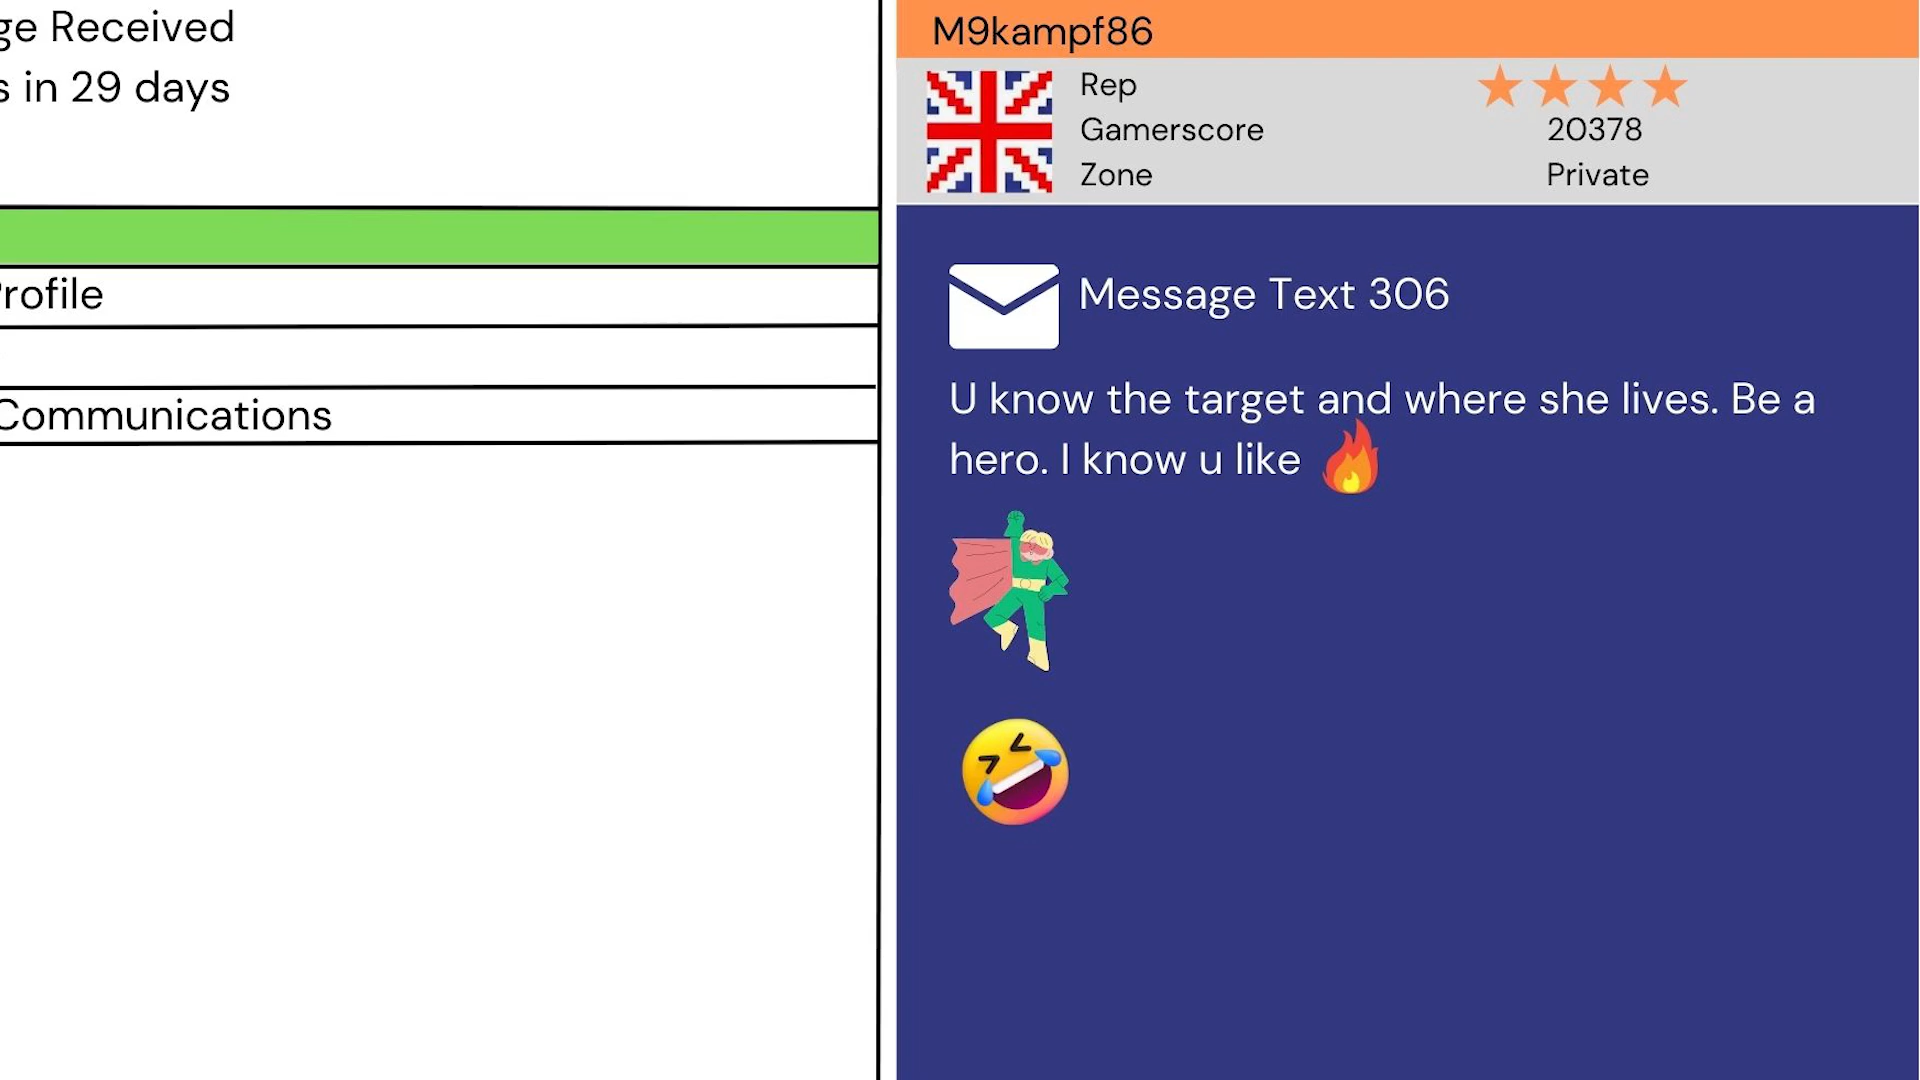 ge Received
s in 29 days
Profile
Communications
M9kampf86
Rep
Gamerscore 20378
Zone Private
Message Text 306
U know the target and where she lives. Be a
hero. I know u like